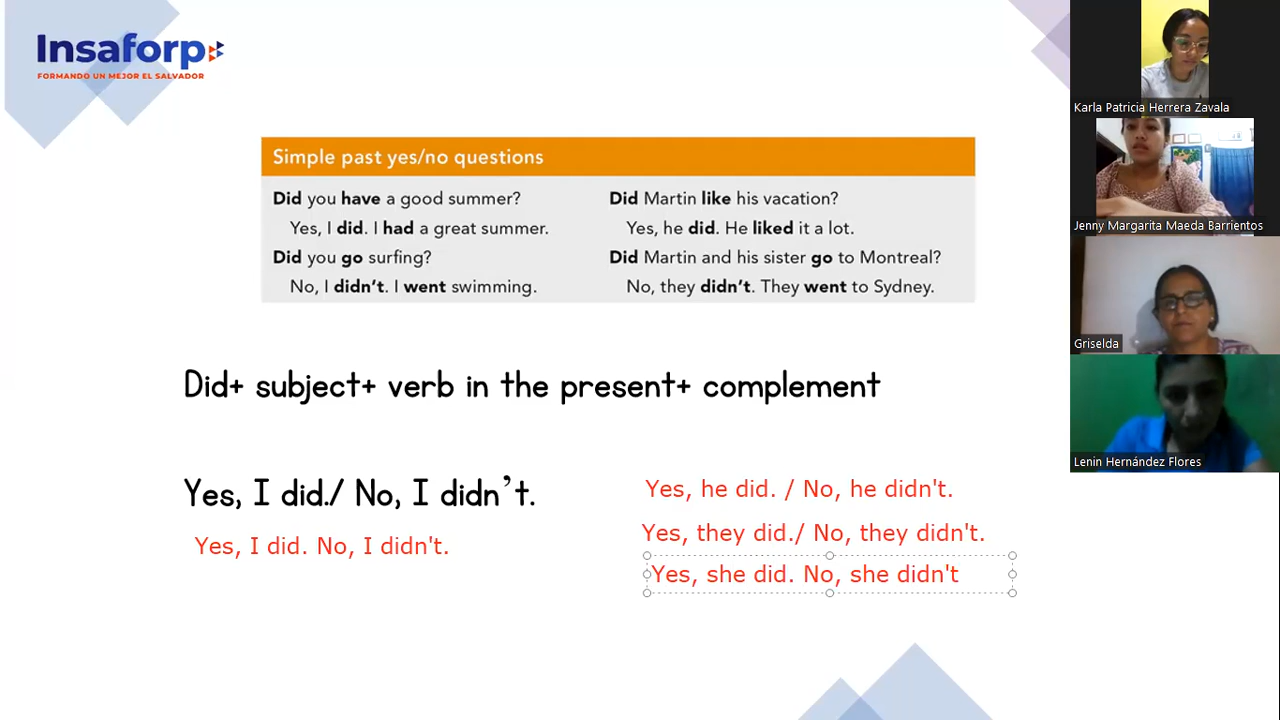 Insaforp
FORMANDO UN MEJOR EL SALVADOR
Simple past yes/no questions
Did you have a good summer?
Yes, I did. I had a great summer.
Did you go surfing?
No, I didn't. I went swimming.
Did Martin like his vacation?
Yes, he did. He liked it a lot.
Did Martin and his sister go to Montreal?
No, they didn't. They went to Sydney.
Did+ subject+ verb in the present+ complement
Yes, I did./ No, I didn't.
Yes, I did. No, I didn't.
Yes, he did. / No, he didn't.
Yes, they did./ No, they didn't.
Yes, she did. No, she didn't
Karla Patricia Herrera Zavala
Jenny Margarita Maeda Barrientos
Griselda
Lenin Hernández Flores